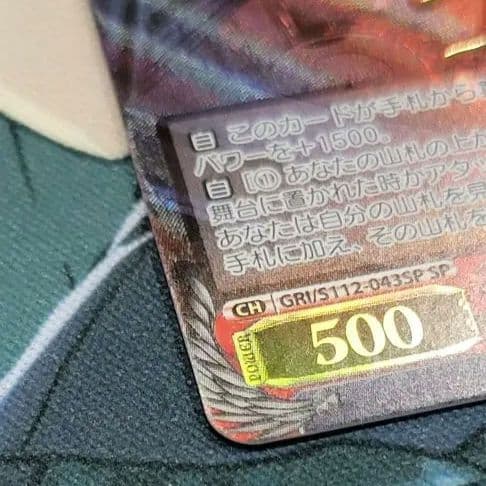 自 このカードが手札から
パワーを+1500。
自 [① あなたの山札の上か
舞台に置かれた時かアタッ
あなたは自分の山札を見
手札に加え、その山札を
CH GRI/S112-043SP SP
POWER 500